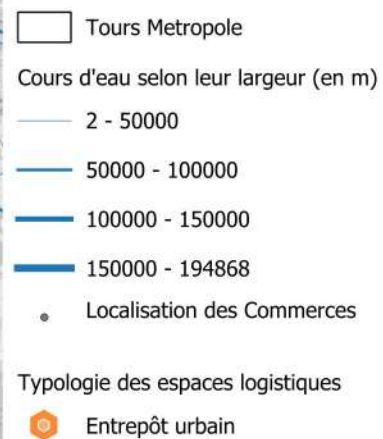 Tours Metropole
Cours d'eau selon leur largeur (en m)
2 - 50000
50000 - 100000
100000 - 150000
150000 - 194868
Localisation des Commerces
Typologie des espaces logistiques
Entrepôt urbain